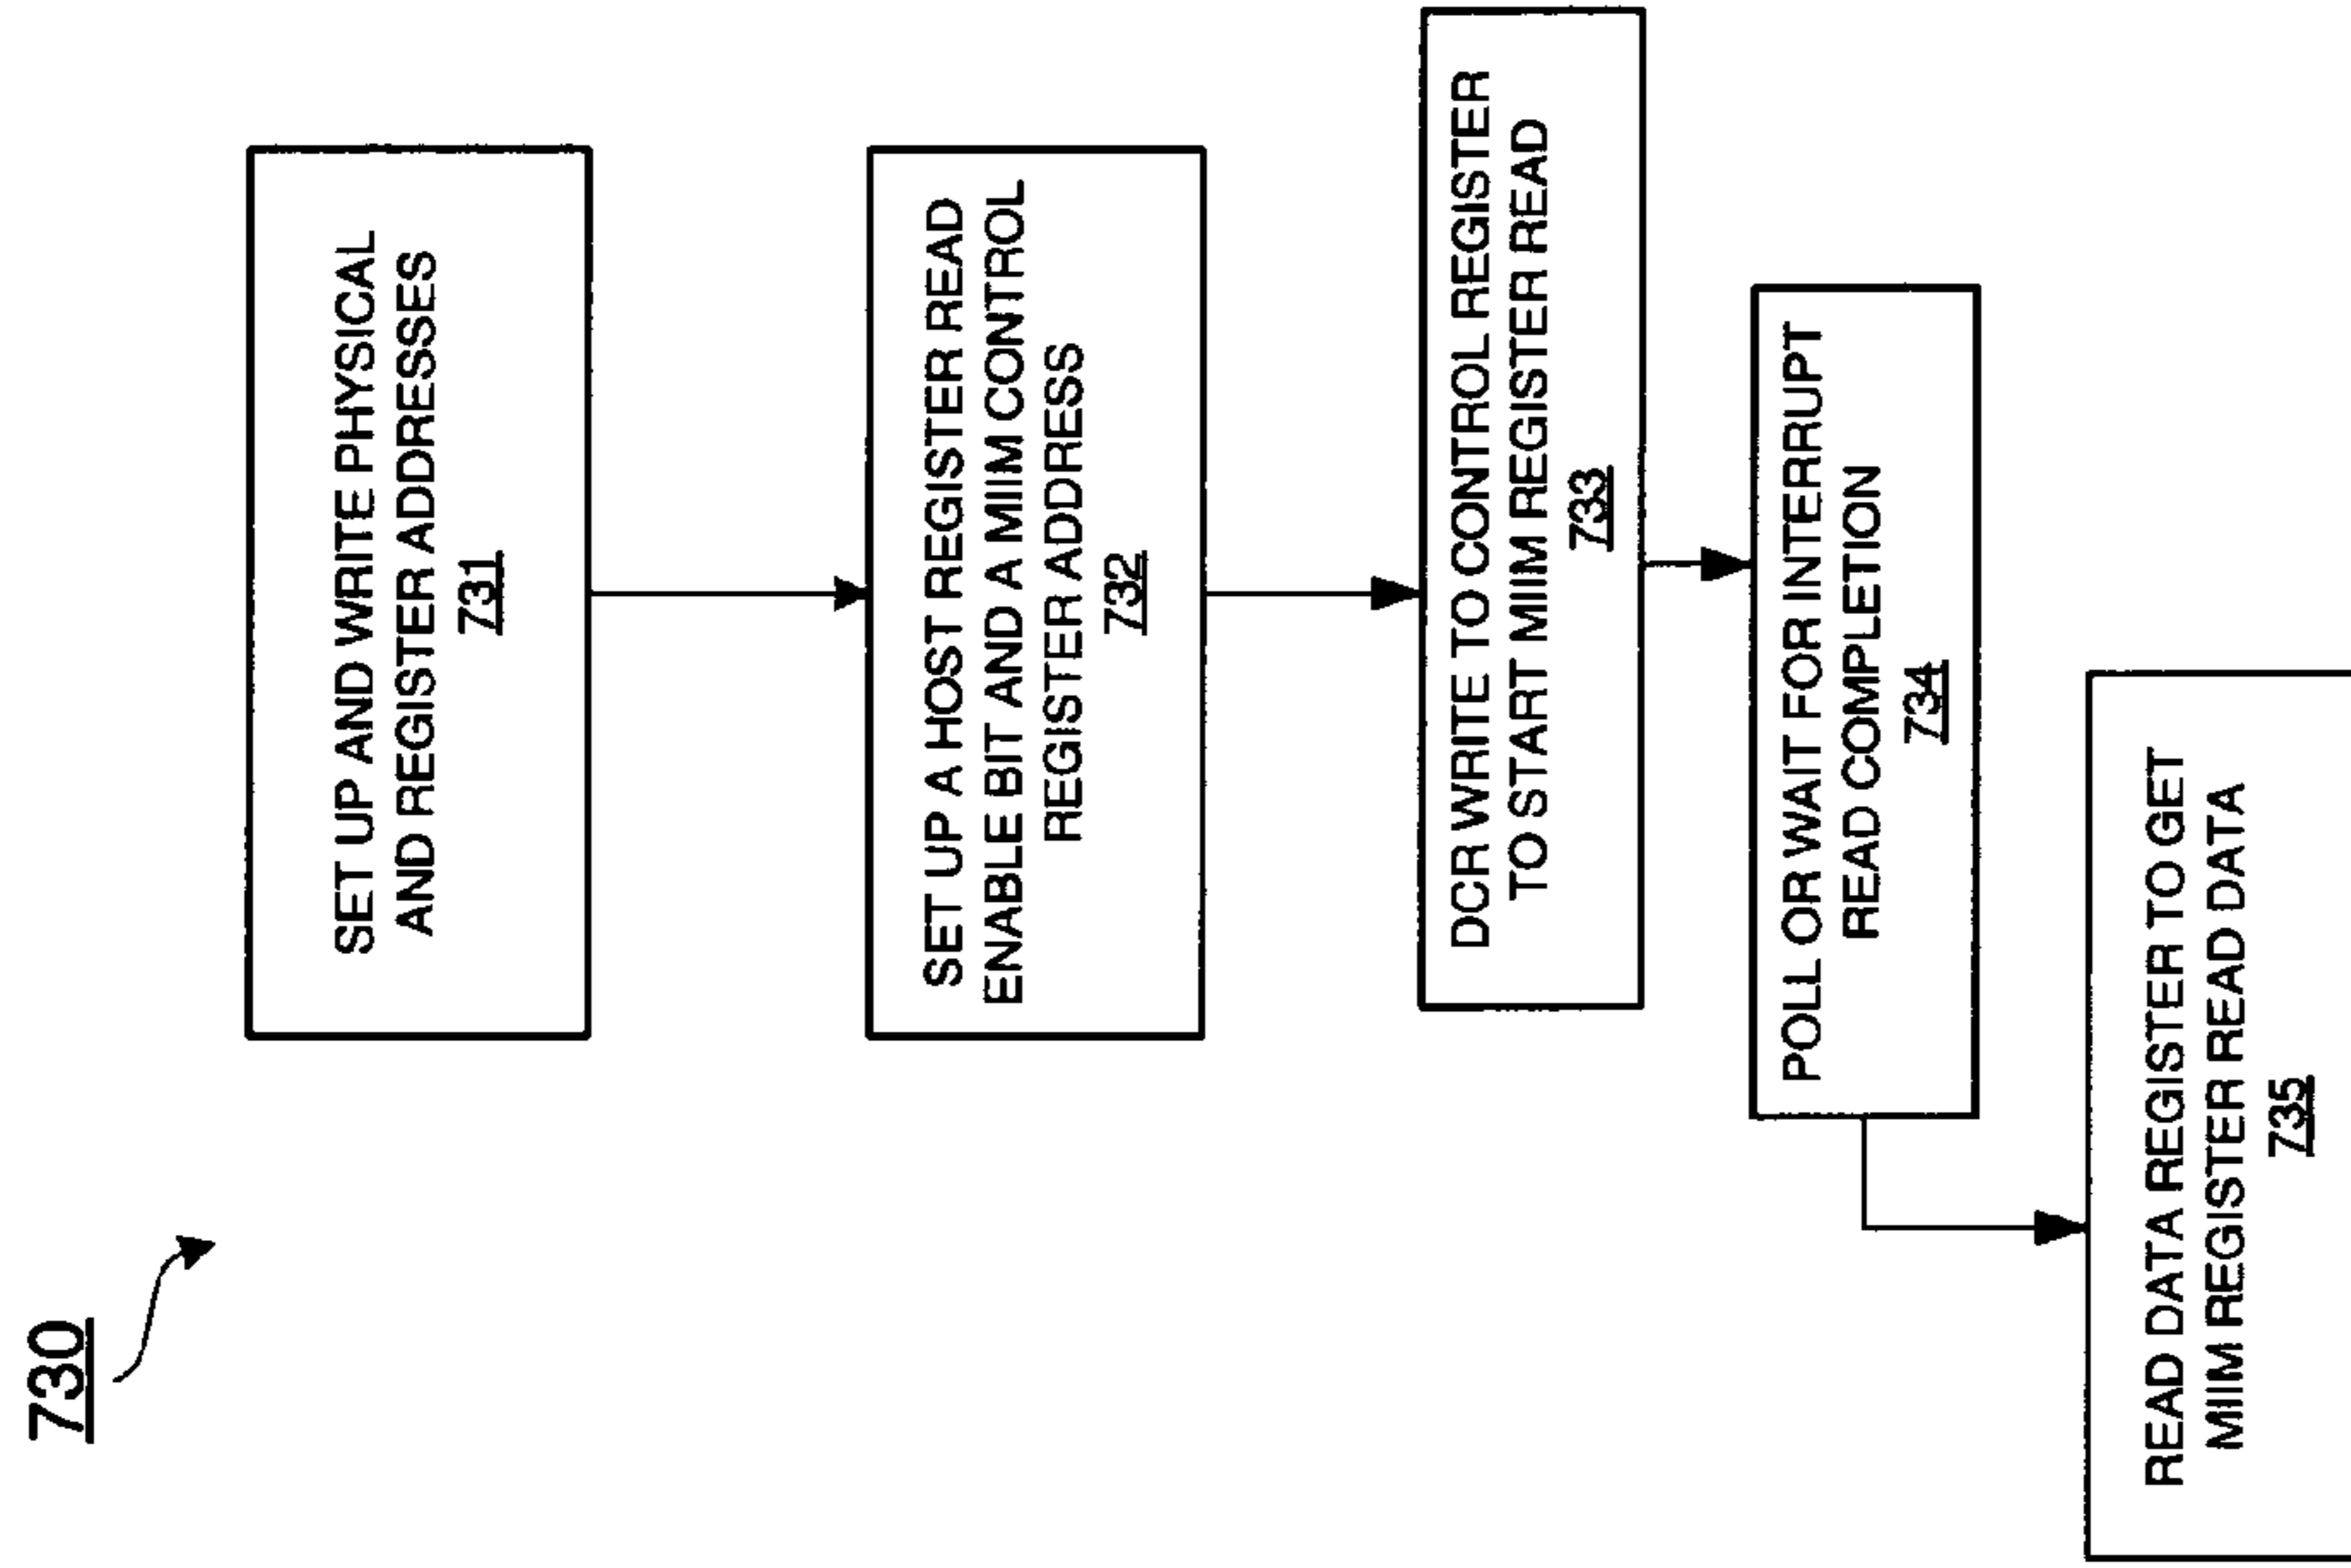 730
SET UP AND WRITE PHYSICAL
AND REGISTER ADDRESSES
731
SET UP A HOST REGISTER READ
ENABLE BIT AND A MIIM CONTROL
REGISTER ADDRESS
732
DCR WRITE TO CONTROL REGISTER
TO START MIIM REGISTER READ
733
POLL OR WAIT FOR INTERRUPT
READ COMPLETION
734
READ DATA REGISTER TO GET
MIIM REGISTER READ DATA
735